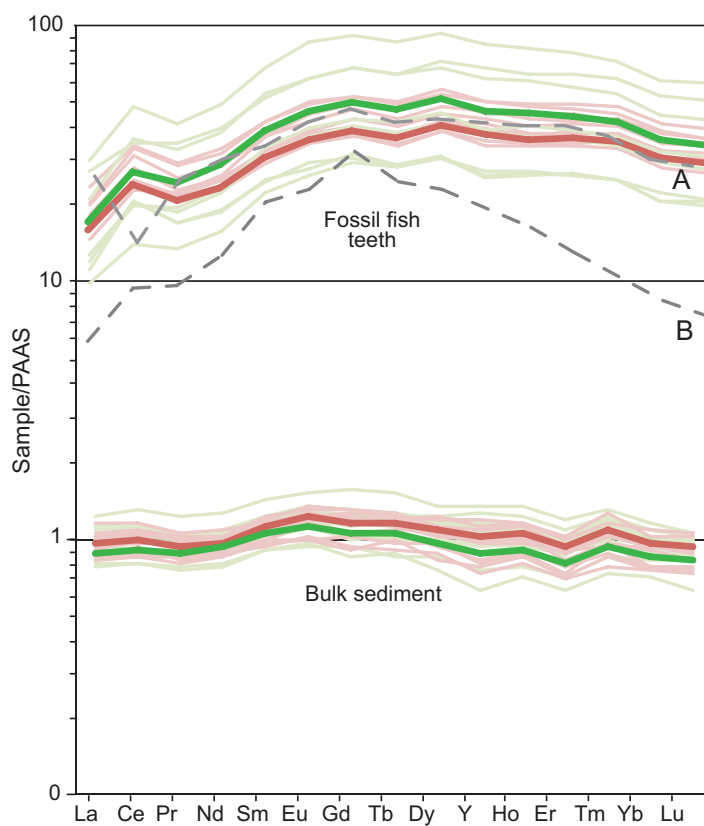 100
A
Fossil fish
teeth
10
B
Sample/PAAS
1
Bulk sediment
0
La Ce Pr Nd Sm Eu Gd Tb Dy Y Ho Er Tm Yb Lu